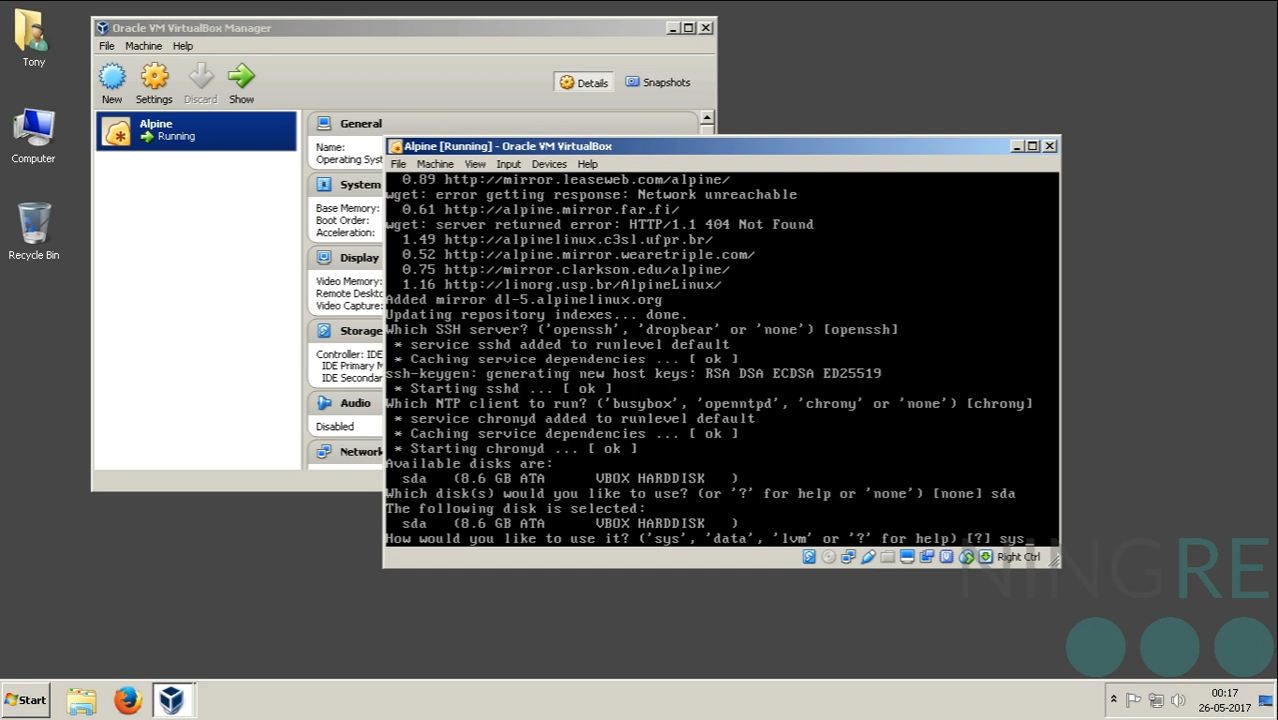 Tony
Computer
Recycle Bin
Oracle VM VirtualBox Manager
File Machine Help
New Settings Discard Show
Details Snapshots
Alpine
Running
General
Name:
Operating Syst
System
Base Memory:
Boot Order:
Acceleration:
Display
Video Memory:
Remote Deskto
Video Capture:
Storage
Controller: IDE
IDE Primary M
IDE Secondar
Audio
Disabled
Network
Alpine [Running] - Oracle VM VirtualBox
File Machine View Input Devices Help
0.89 http://mirror.leaseweb.com/alpine/
wget: error getting response: Network unreachable
0.61 http://alpine.mirror.far.fi/
wget: server returned error: HTTP/1.1 404 Not Found
1.49 http://alpinelinux.c3sl.ufpr.br/
0.52 http://alpine.mirror.wearetriple.com/
0.75 http://mirror.clarkson.edu/alpine/
1.16 http://linorg.usp.br/AlpineLinux/
Added mirror dl-5.alpinelinux.org
Updating repository indexes... done.
Which SSH server? ('openssh', 'dropbear' or 'none') [openssh]
* service sshd added to runlevel default
* Caching service dependencies ... [ ok ]
ssh-keygen: generating new host keys: RSA DSA ECDSA ED25519
* Starting sshd ... [ ok ]
Which NTP client to run? ('busybox', 'openntpd', 'chrony' or 'none') [chrony]
* service chronyd added to runlevel default
* Caching service dependencies ... [ ok ]
* Starting chronyd ... [ ok ]
Available disks are:
sda (8.6 GB ATA VBOX HARDDISK )
Which disk(s) would you like to use? (or '?' for help or 'none') [none] sda
The following disk is selected:
sda (8.6 GB ATA VBOX HARDDISK )
How would you like to use it? ('sys', 'data', 'lvm' or '?' for help) [?] sys_
Right Ctrl
NINGRE
Start
00:17
26-05-2017